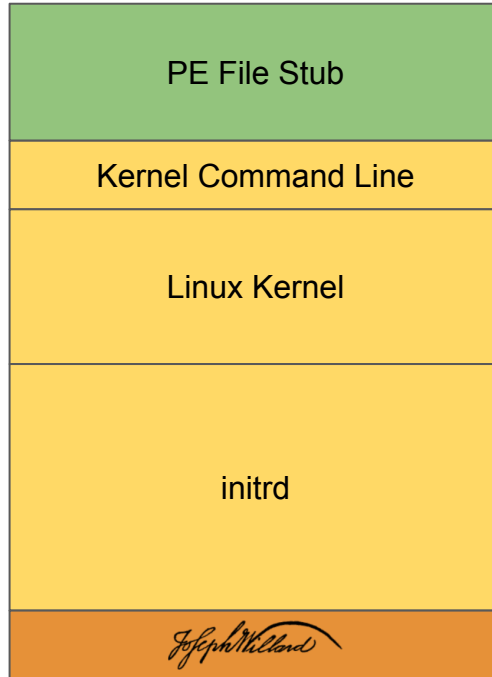 PE File Stub
Kernel Command Line
Linux Kernel
initrd
Joseph Willard